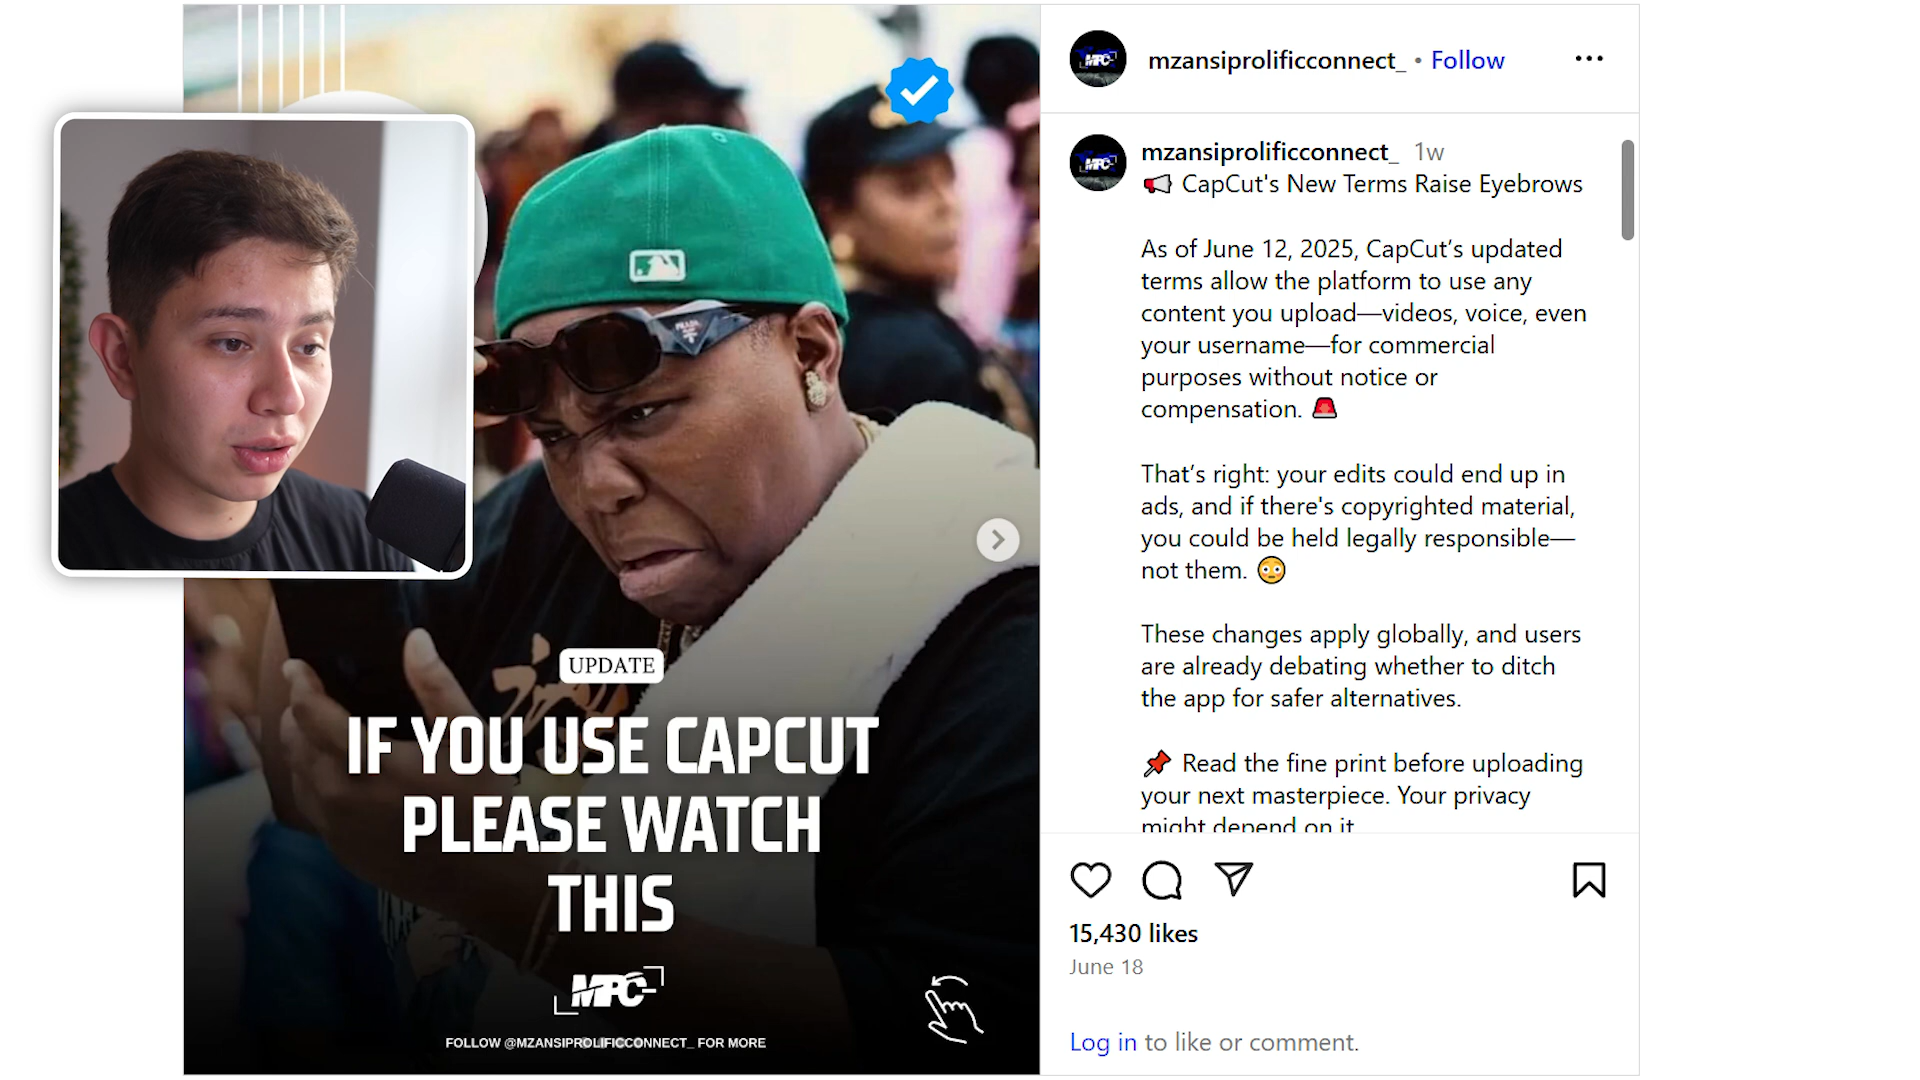 PRADA
UPDATE
IF YOU USE CAPCUT
PLEASE WATCH
THIS
MPC
FOLLOW @MZANSIPROLIFICCONNECT_ FOR MORE
MPC
mzansiprolificconnect_ • Follow
MPC
mzansiprolificconnect_ 1w
📢 CapCut's New Terms Raise Eyebrows
As of June 12, 2025, CapCut’s updated
terms allow the platform to use any
content you upload—videos, voice, even
your username—for commercial
purposes without notice or
compensation. 🚨
That’s right: your edits could end up in
ads, and if there's copyrighted material,
you could be held legally responsible—
not them. 😳
These changes apply globally, and users
are already debating whether to ditch
the app for safer alternatives.
📌 Read the fine print before uploading
your next masterpiece. Your privacy
might depend on it
15,430 likes
June 18
Log in to like or comment.